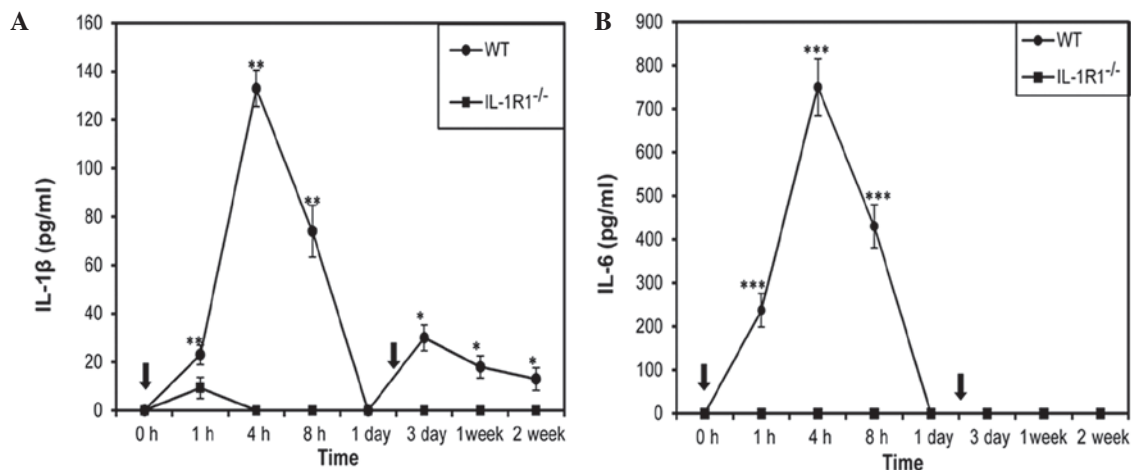 A
160
140
120
100
80
60
40
20
0
IL-1β (pg/ml)
WT
IL-1R1-/-
**
**
**
*
*
*
0 h 1 h 4 h 8 h 1 day 3 day 1week 2 week
Time
B
900
800
700
600
500
400
300
200
100
0
IL-6 (pg/ml)
WT
IL-1R1-/-
***
***
***
0 h 1 h 4 h 8 h 1 day 3 day 1week 2 week
Time